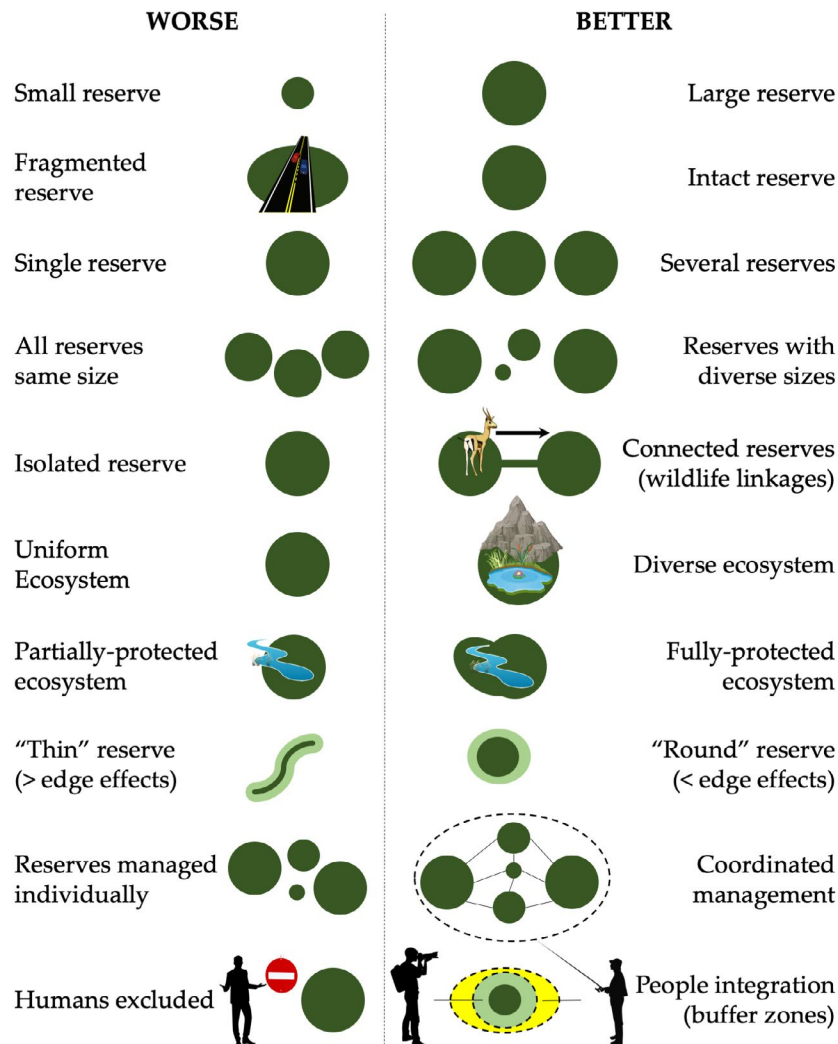 WORSE
BETTER
Small reserve
Large reserve
Fragmented
reserve
Intact reserve
Single reserve
Several reserves
All reserves
same size
Reserves with
diverse sizes
Isolated reserve
Connected reserves
(wildlife linkages)
Uniform
Ecosystem
Diverse ecosystem
Partially-protected
ecosystem
Fully-protected
ecosystem
“Thin” reserve
(> edge effects)
“Round” reserve
(< edge effects)
Reserves managed
individually
Coordinated
management
Humans excluded
People integration
(buffer zones)